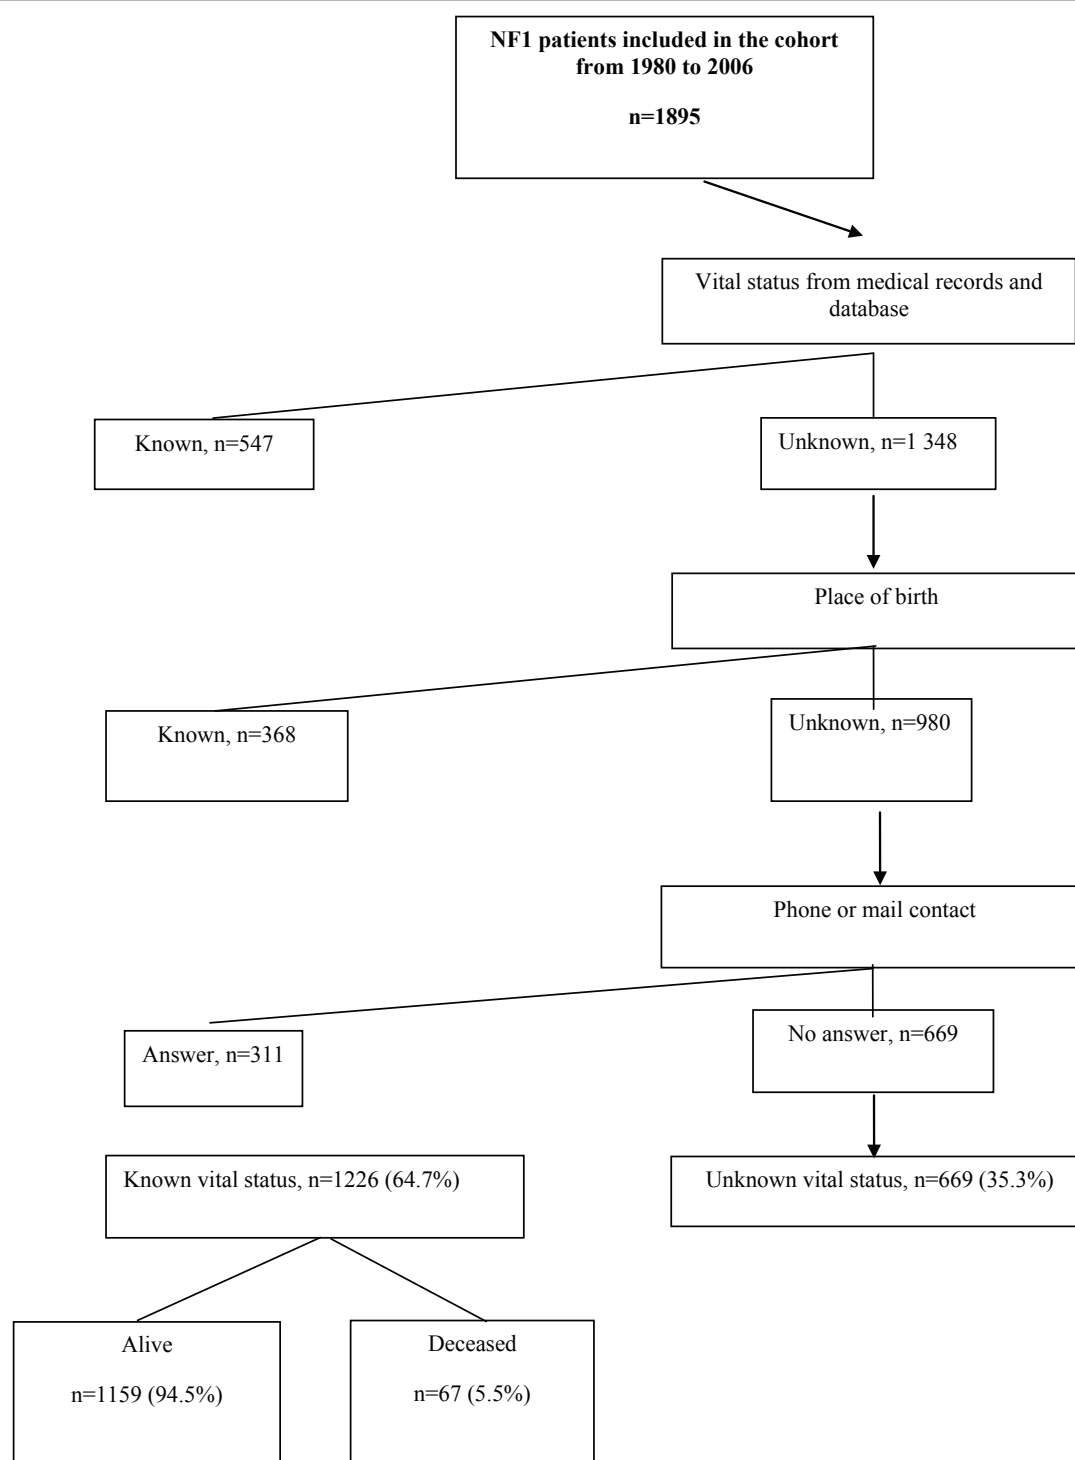 NF1 patients included in the cohort
from 1980 to 2006
n=1895
Vital status from medical records and
database
Known, n=547
Unknown, n=1 348
Place of birth
Known, n=368
Unknown, n=980
Phone or mail contact
Answer, n=311
No answer, n=669
Known vital status, n=1226 (64.7%)
Unknown vital status, n=669 (35.3%)
Alive
n=1159 (94.5%)
Deceased
n=67 (5.5%)